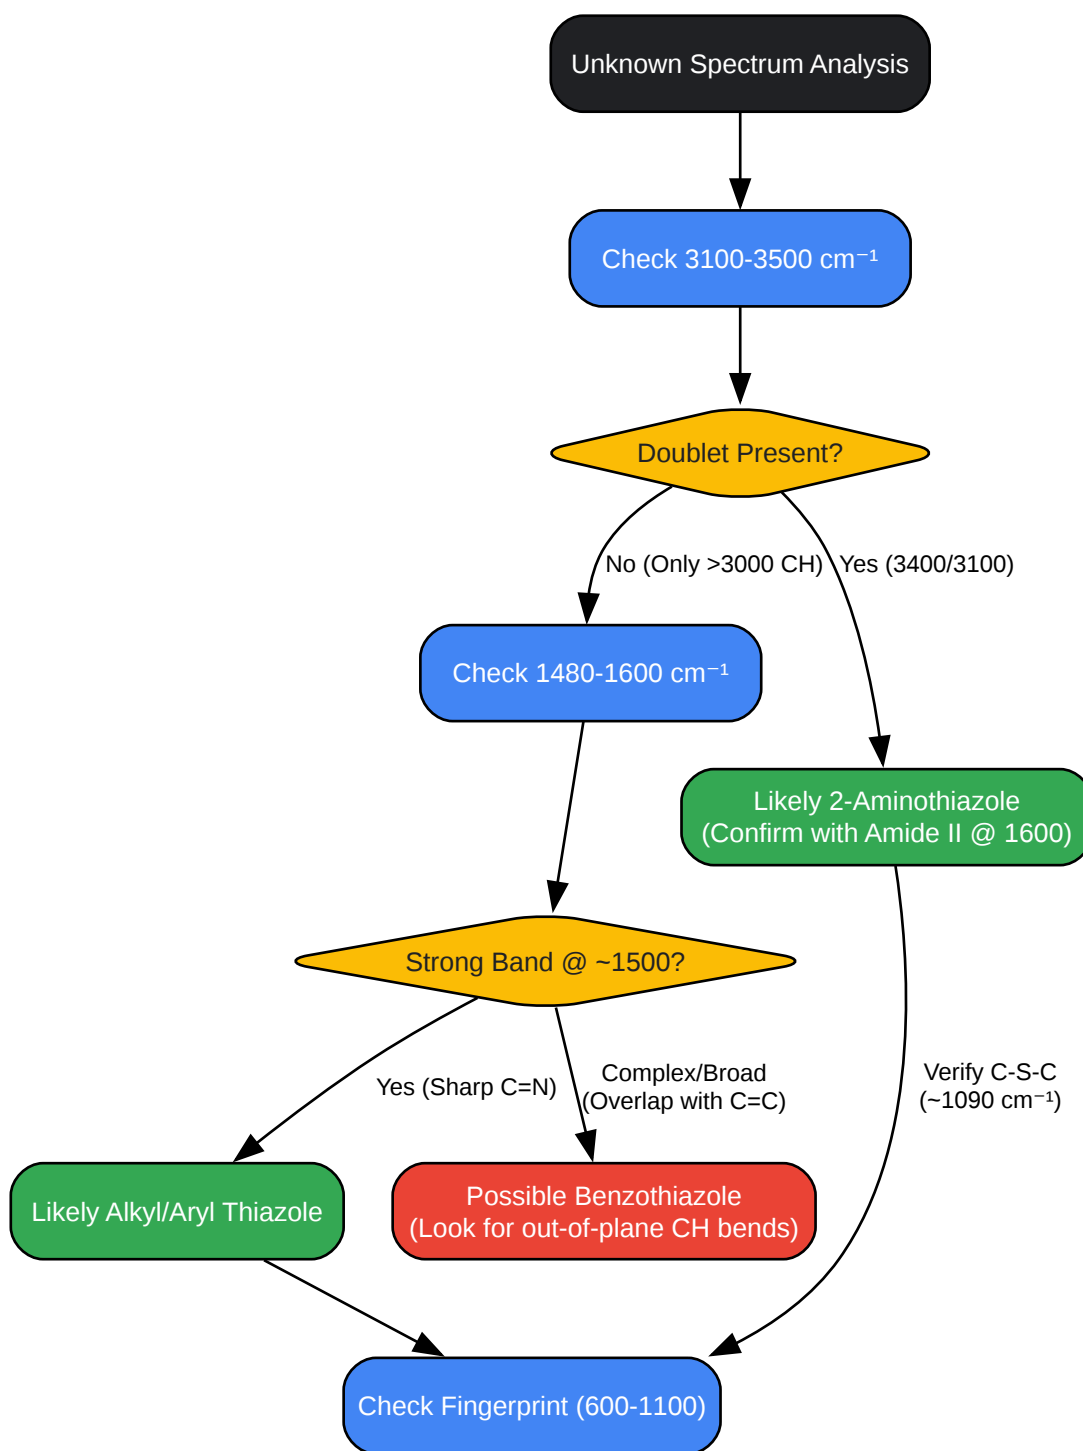 Unknown Spectrum Analysis
Check 3100-3500 cm⁻¹
Doublet Present?
No (Only >3000 CH)
Yes (3400/3100)
Check 1480-1600 cm⁻¹
Likely 2-Aminothiazole
(Confirm with Amide II @ 1600)
Strong Band @ ~1500?
Yes (Sharp C=N)
Complex/Broad
(Overlap with C=C)
Verify C-S-C
(~1090 cm⁻¹)
Likely Alkyl/Aryl Thiazole
Possible Benzothiazole
(Look for out-of-plane CH bends)
Check Fingerprint (600-1100)